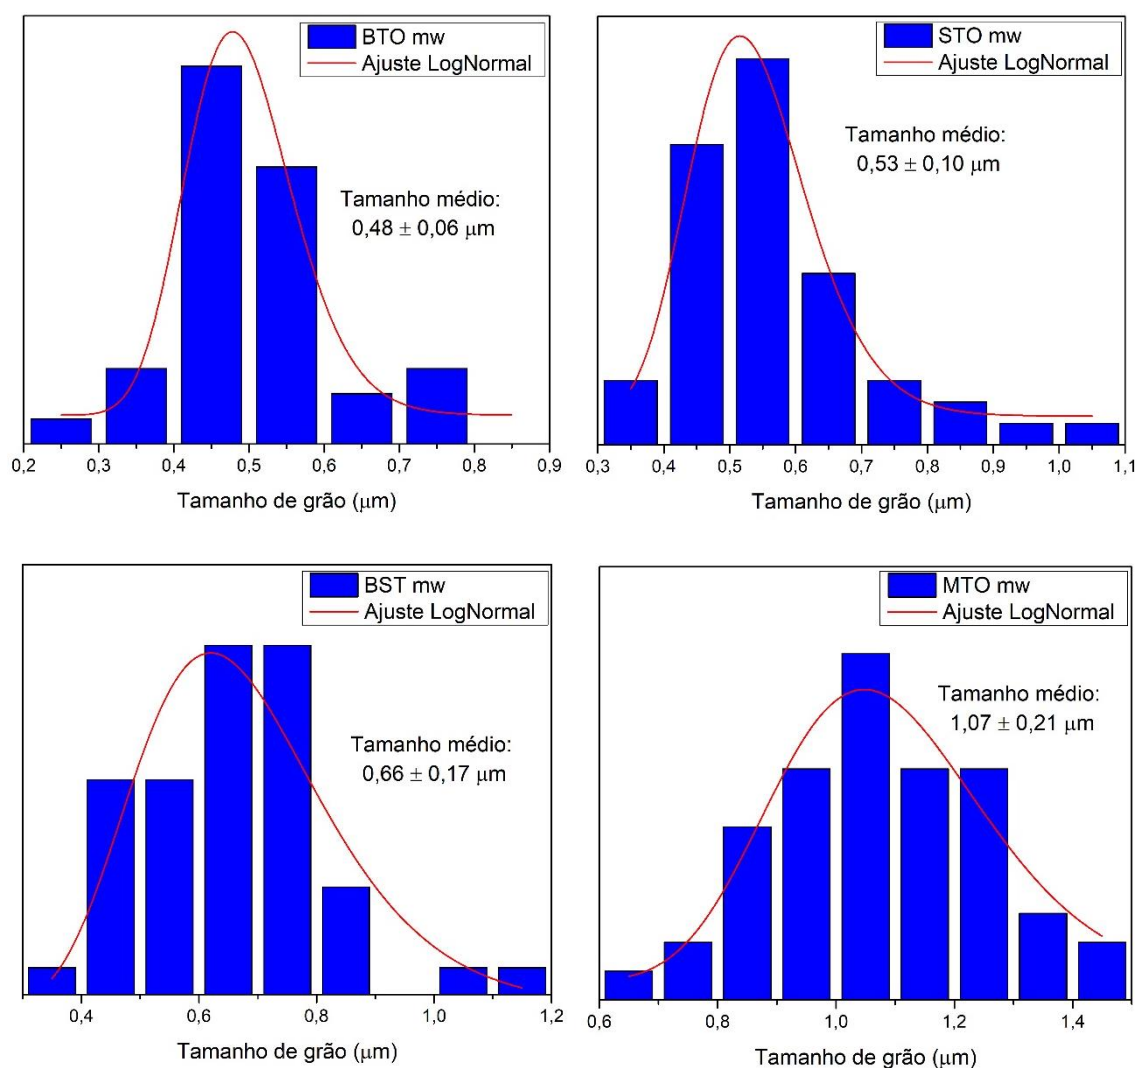 BTO mw
Ajuste LogNormal
Tamanho médio:
0,48 ± 0,06 µm
0,2 0,3 0,4 0,5 0,6 0,7 0,8 0,9
Tamanho de grão (µm)
STO mw
Ajuste LogNormal
Tamanho médio:
0,53 ± 0,10 µm
0,3 0,4 0,5 0,6 0,7 0,8 0,9 1,0 1,1
Tamanho de grão (µm)
BST mw
Ajuste LogNormal
Tamanho médio:
0,66 ± 0,17 µm
0,4 0,6 0,8 1,0 1,2
Tamanho de grão (µm)
MTO mw
Ajuste LogNormal
Tamanho médio:
1,07 ± 0,21 µm
0,6 0,8 1,0 1,2 1,4
Tamanho de grão (µm)